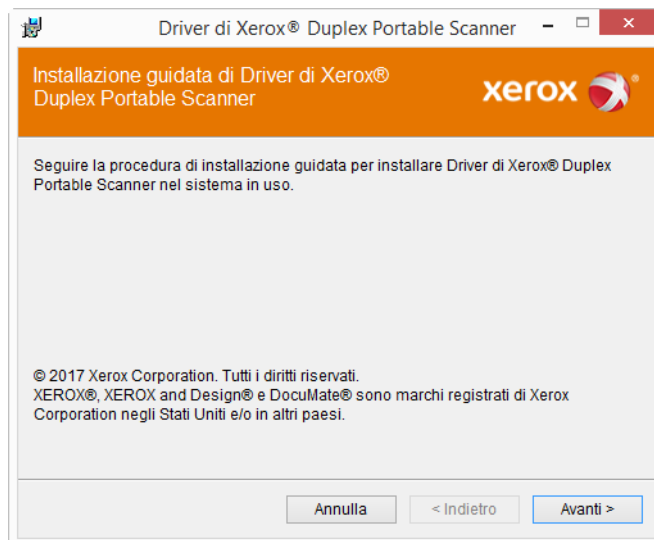 Driver di Xerox® Duplex Portable Scanner
Installazione guidata di Driver di Xerox®
Duplex Portable Scanner
xerox
Seguire la procedura di installazione guidata per installare Driver di Xerox® Duplex
Portable Scanner nel sistema in uso.
© 2017 Xerox Corporation. Tutti i diritti riservati.
XEROX®, XEROX and Design® e DocuMate® sono marchi registrati di Xerox
Corporation negli Stati Uniti e/o in altri paesi.
Annulla
< Indietro
Avanti >